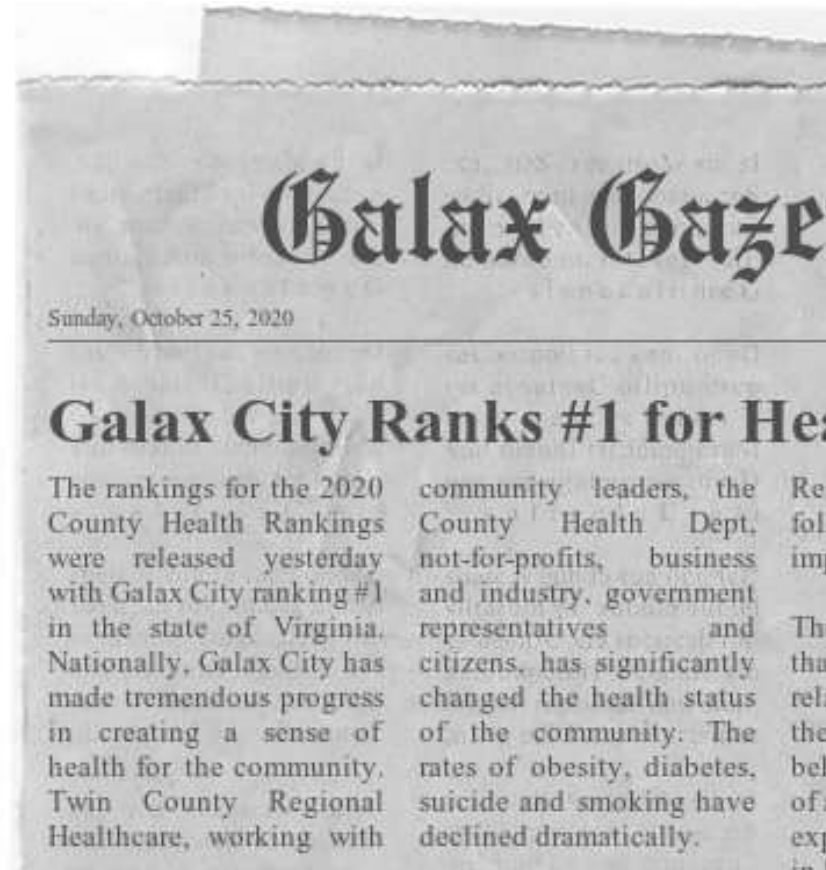 Galax Gaze
Sunday, October 25, 2020
Galax City Ranks #1 for Hea
The rankings for the 2020
County Health Rankings
were released yesterday
with Galax City ranking #1
in the state of Virginia.
Nationally, Galax City has
made tremendous progress
in creating a sense of
health for the community.
Twin County Regional
Healthcare, working with
community leaders, the
County Health Dept,
not-for-profits, business
and industry, government
representatives and
citizens, has significantly
changed the health status
of the community. The
rates of obesity, diabetes,
suicide and smoking have
declined dramatically.
Re
fol
imp
Th
tha
rela
the
beh
of
exp
in